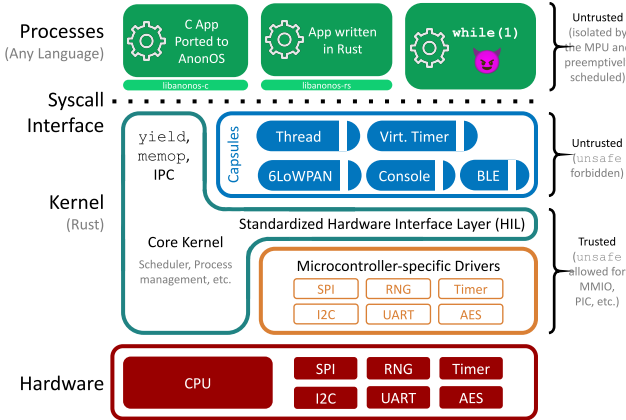 Processes
(Any Language)
C App
Ported to
AnonOS
App written
in Rust
while(1)
libanonos-c
libanonos-rs
Untrusted
(isolated by
the MPU and
preemptively
scheduled)
Syscall
Interface
yield,
memop,
IPC
Capsules
Thread
Virt. Timer
6LoWPAN
Console
BLE
Untrusted
(unsafe
forbidden)
Kernel
(Rust)
Standardized Hardware Interface Layer (HIL)
Core Kernel
Scheduler, Process
management, etc.
Microcontroller-specific Drivers
SPI
RNG
Timer
I2C
UART
AES
Trusted
(unsafe
allowed for
MMIO,
PIC, etc.)
Hardware
CPU
SPI
RNG
Timer
I2C
UART
AES